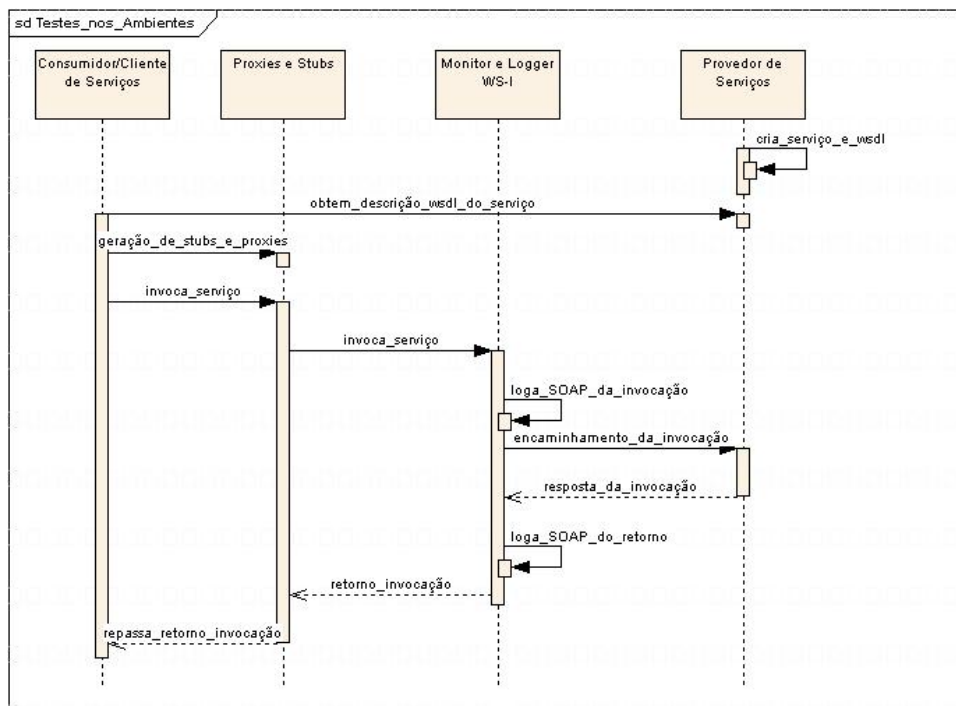 sd Testes_nos_Ambientes
Consumidor/Cliente
de Serviços
Proxies e Stubs
Monitor e Logger
WS-I
Provedor de
Serviços
cria_serviço_e_wsdl
obtem_descrição_wsdl_do_serviço
geração_de_stubs_e_proxies
invoca_serviço
invoca_serviço
loga_SOAP_da_invocação
encaminhamento_da_invocação
resposta_da_invocação
loga_SOAP_do_retorno
retorno_invocação
repassa_retorno_invocação